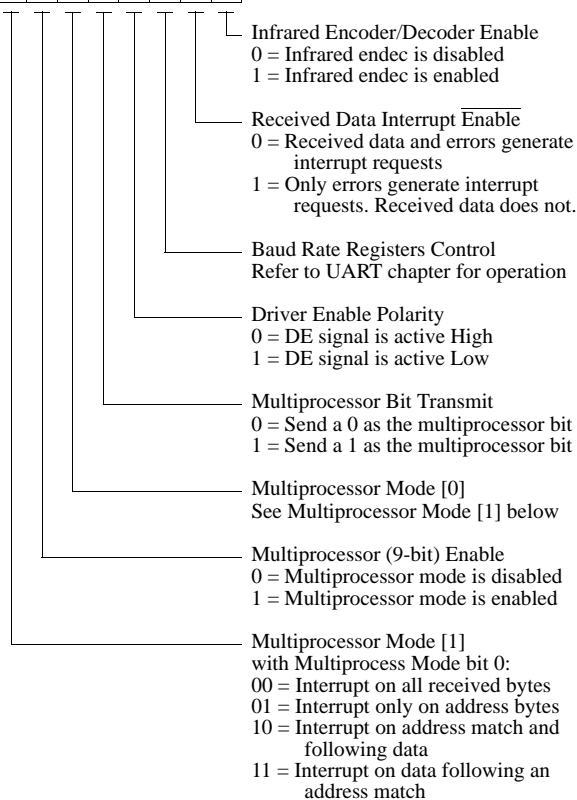 Infrared Encoder/Decoder Enable
0 = Infrared endec is disabled
1 = Infrared endec is enabled
Received Data Interrupt Enable
0 = Received data and errors generate
interrupt requests
1 = Only errors generate interrupt
requests. Received data does not.
Baud Rate Registers Control
Refer to UART chapter for operation
Driver Enable Polarity
0 = DE signal is active High
1 = DE signal is active Low
Multiprocessor Bit Transmit
0 = Send a 0 as the multiprocessor bit
1 = Send a 1 as the multiprocessor bit
Multiprocessor Mode [0]
See Multiprocessor Mode [1] below
Multiprocessor (9-bit) Enable
0 = Multiprocessor mode is disabled
1 = Multiprocessor mode is enabled
Multiprocessor Mode [1]
with Multiprocess Mode bit 0:
00 = Interrupt on all received bytes
01 = Interrupt only on address bytes
10 = Interrupt on address match and
following data
11 = Interrupt on data following an
address match